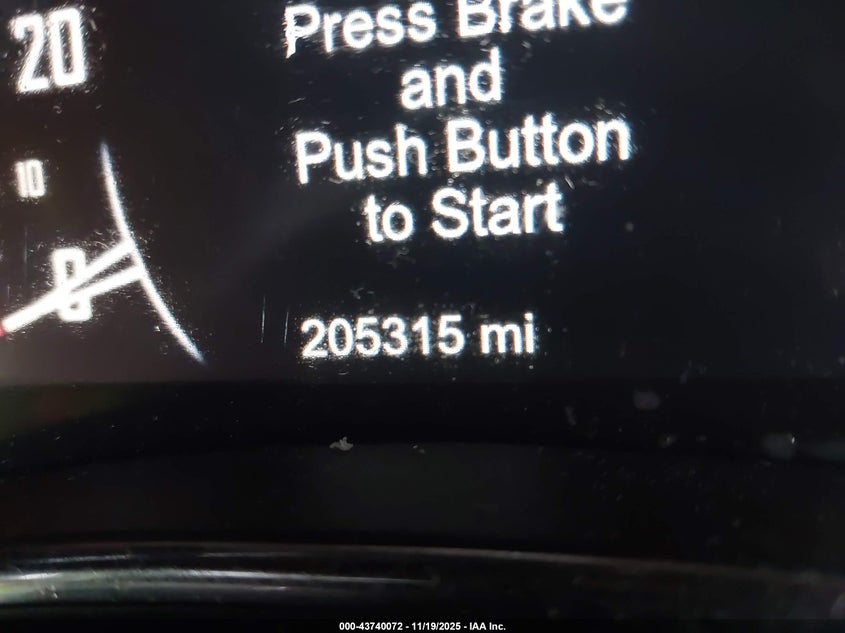 20
Press Brake
and
Push Button
10
to Start
0
205315 mi
000-43740072 - 11/19/2025 - IAA Inc.